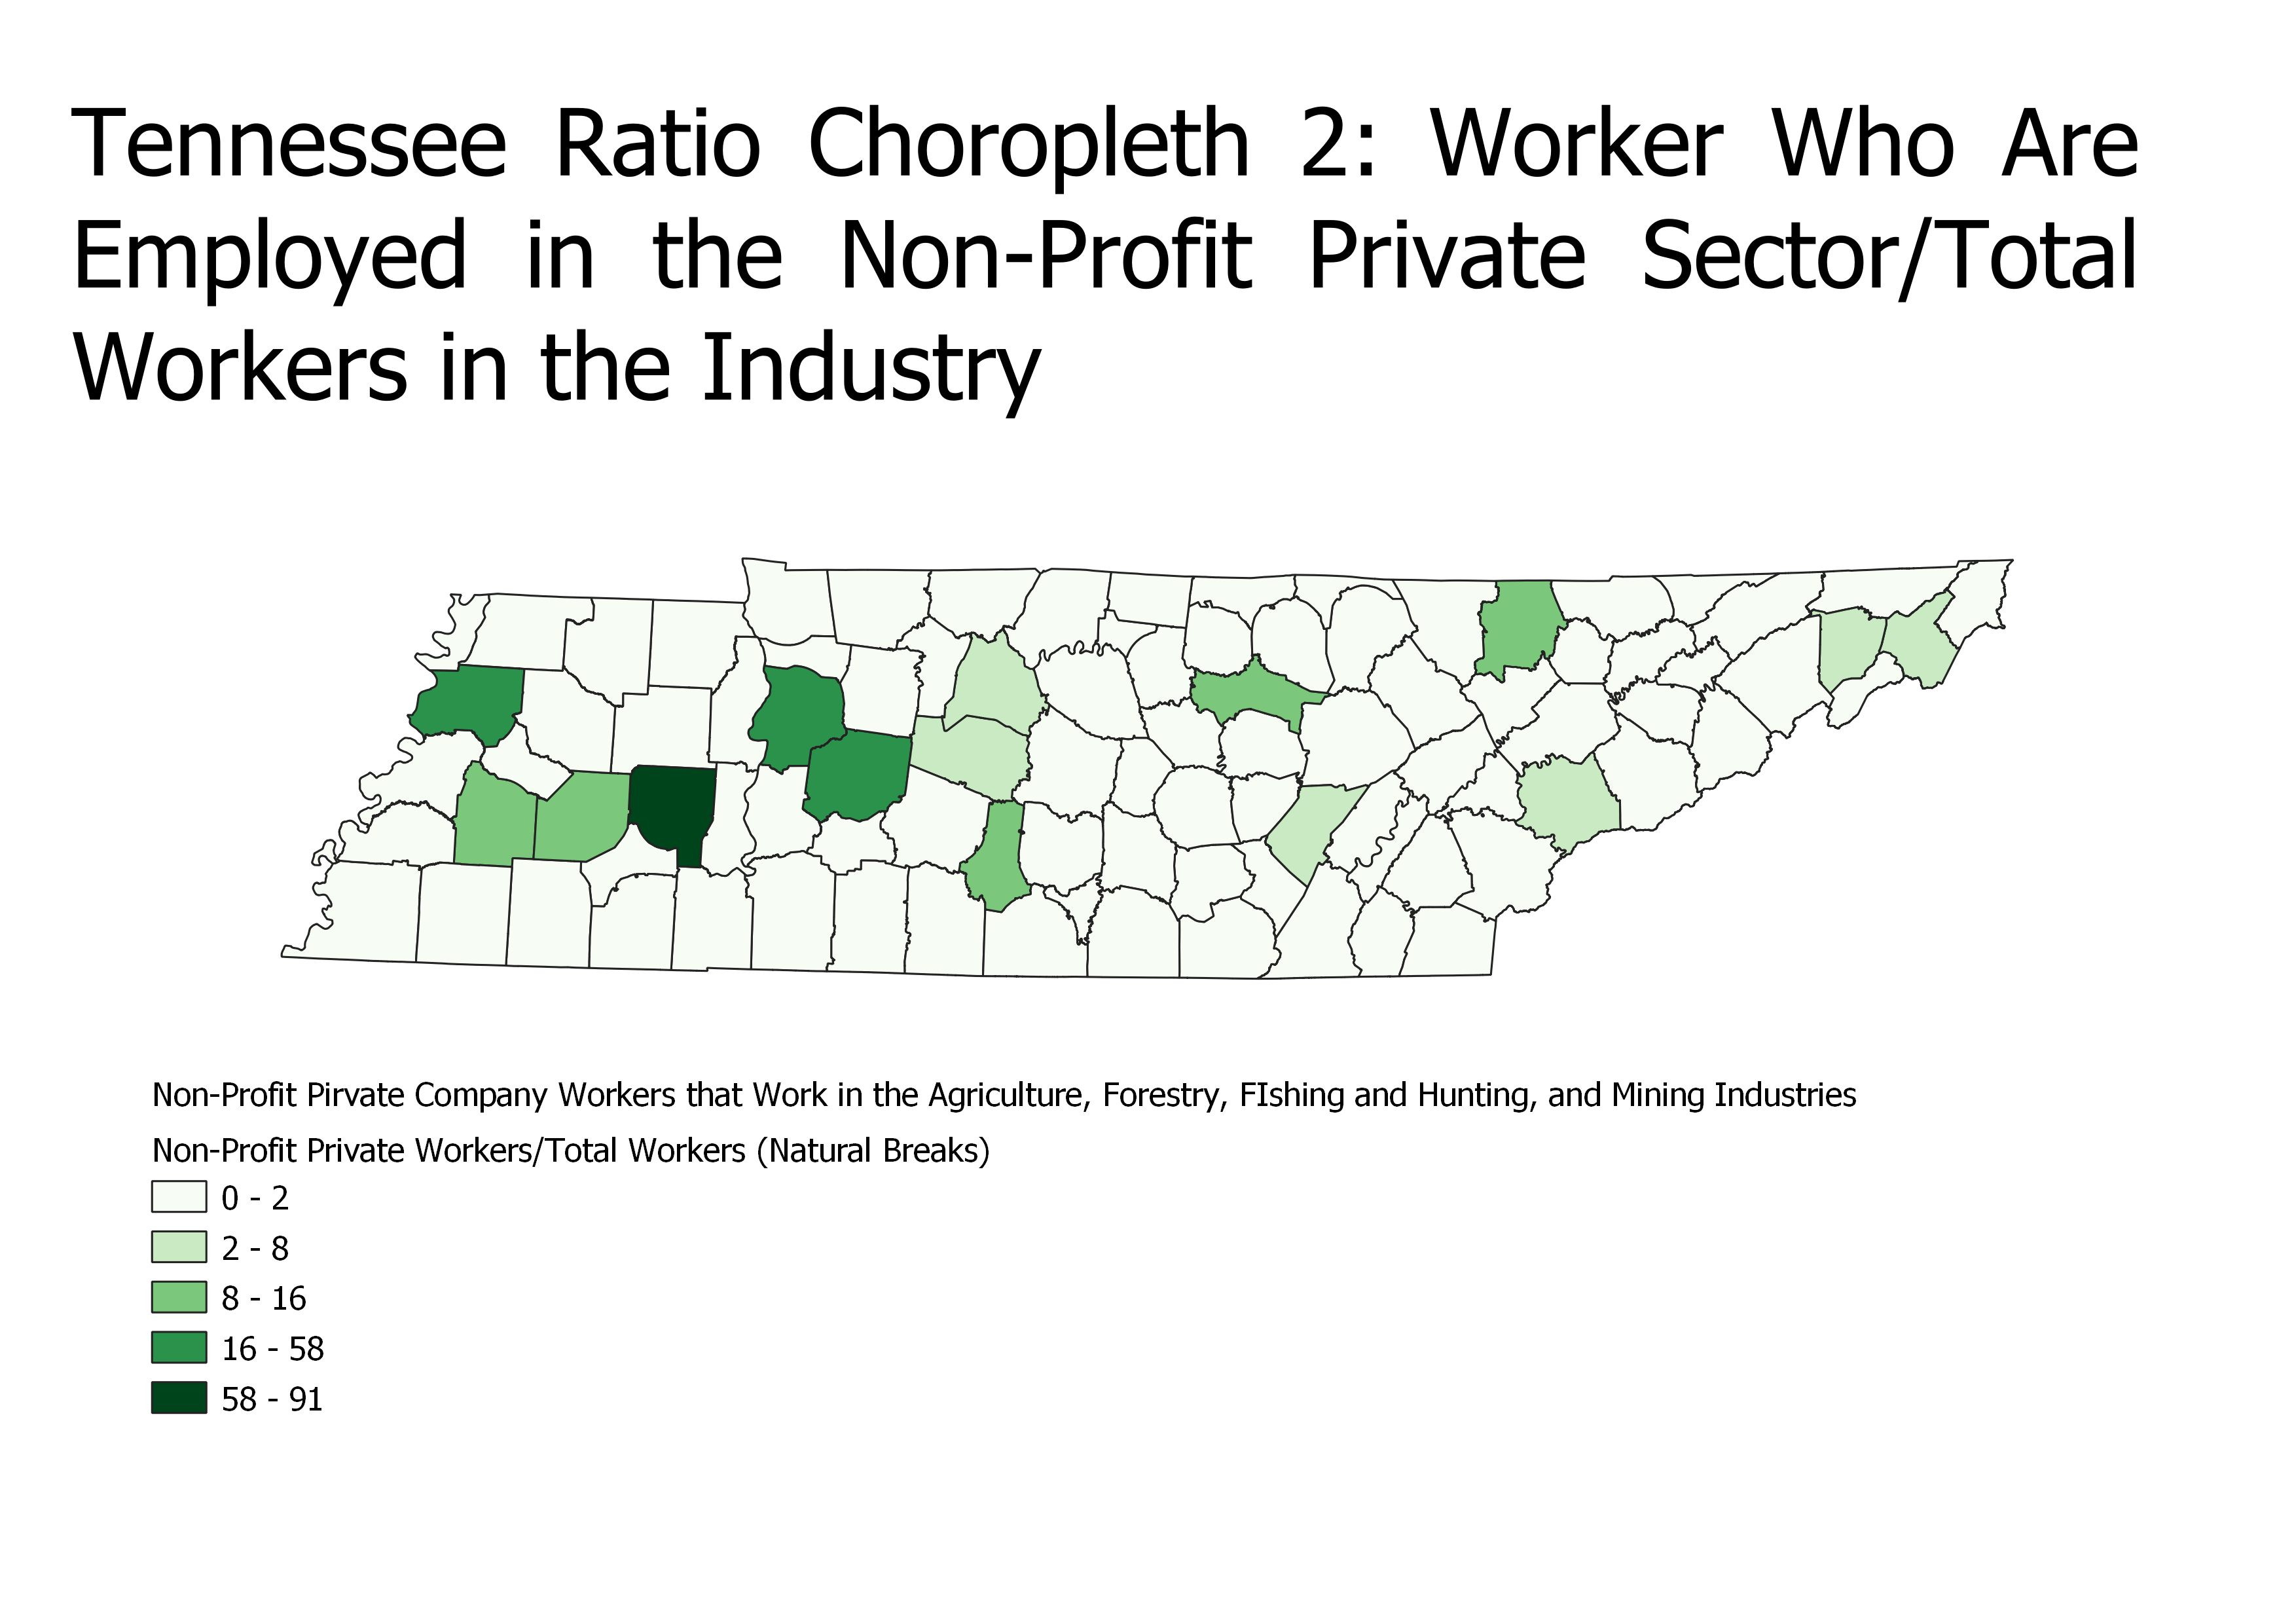 Tennessee Ratio Choropleth 2: Worker Who Are
Employed in the Non-Profit Private Sector/Total
Workers in the Industry
Non-Profit Pirvate Company Workers that Work in the Agriculture, Forestry, FIshing and Hunting, and Mining Industries
Non-Profit Private Workers/Total Workers (Natural Breaks)
0 - 2
2 - 8
8 - 16
16 - 58
58 - 91